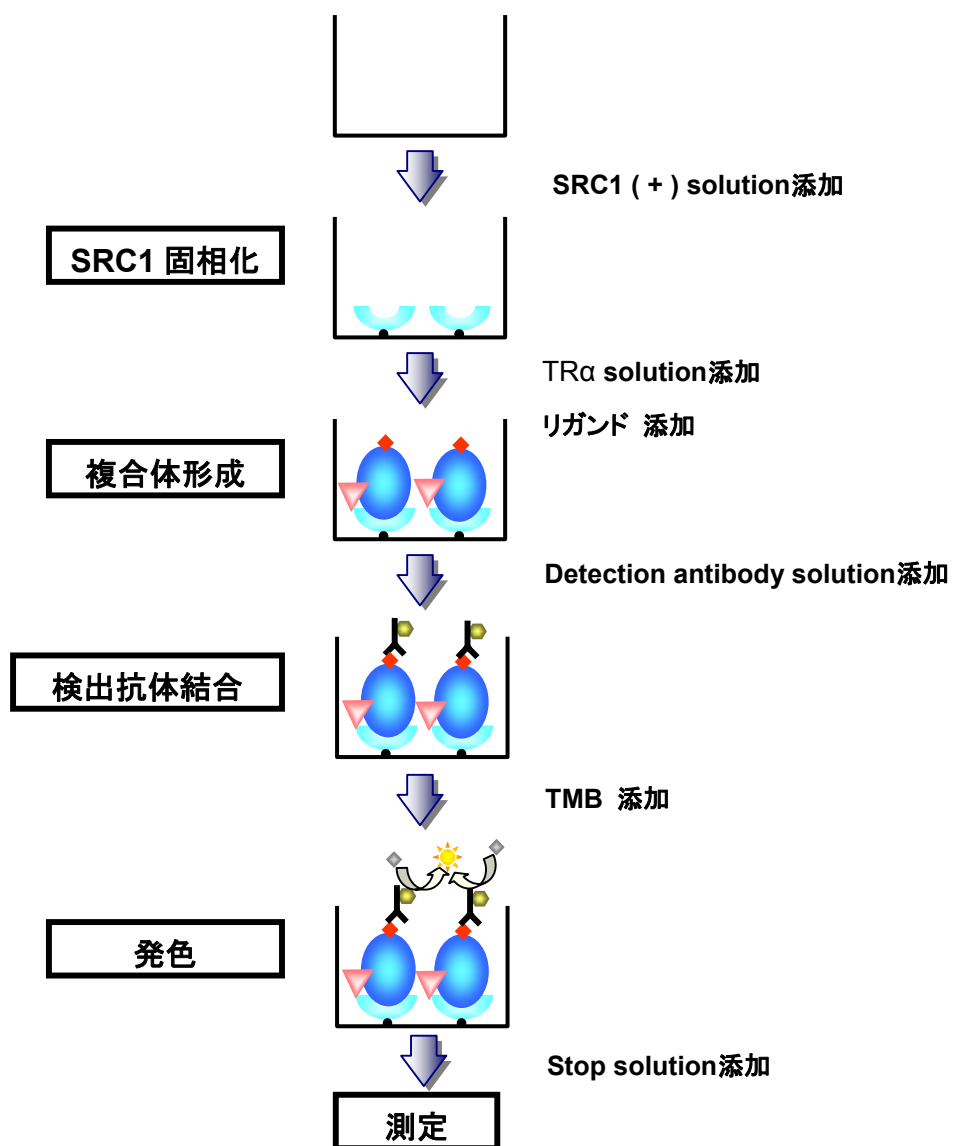 SRC1 ( + ) solution添加
SRC1 固相化
TRα solution添加
リガンド 添加
複合体形成
Detection antibody solution添加
検出抗体結合
TMB 添加
発色
Stop solution添加
測定